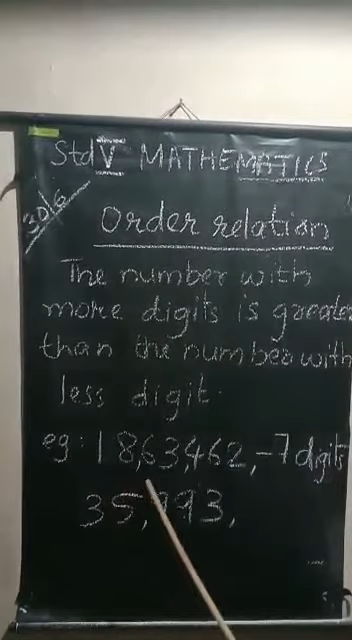 Std V MATHEMATICS
30/6
Order relation
The number with
more digits is greater
than the number with
less digit.
eg: 18,63,462, - 7 digits
35,